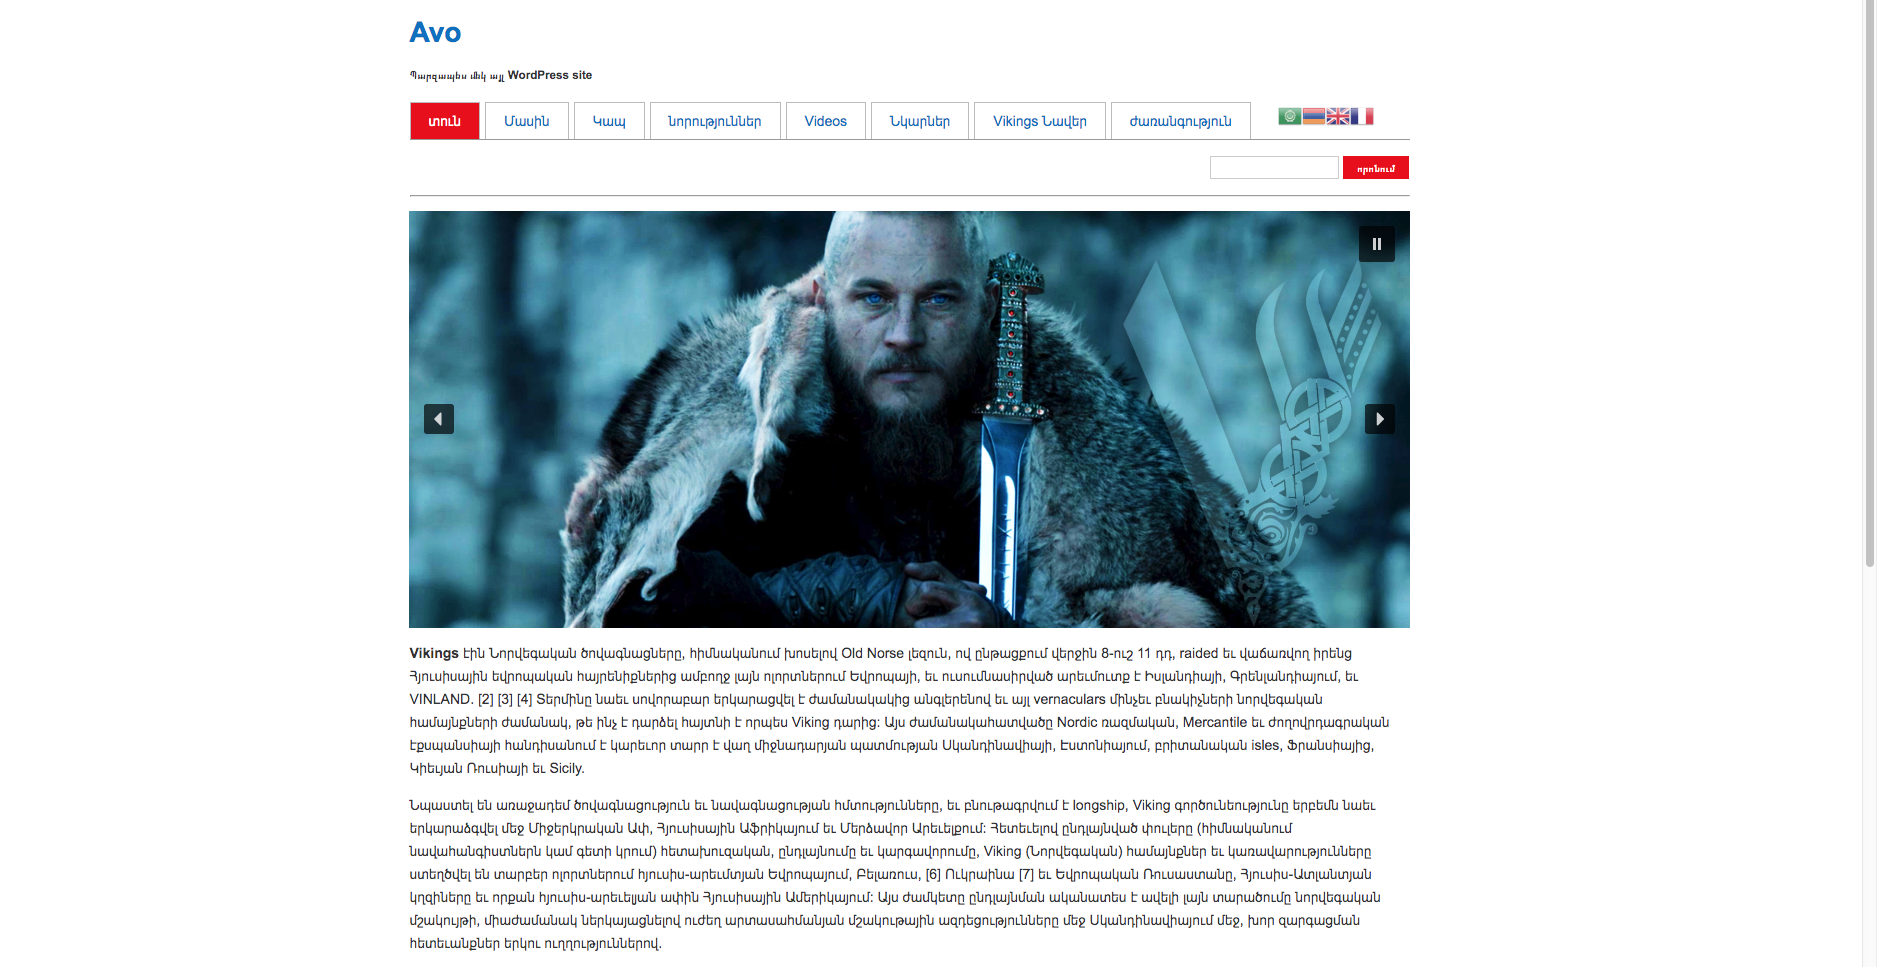 Avo
Պարզապես մեկ այլ WordPress site
տուն
Մասին
Կապ
նորություններ
Videos
Նկարներ
Vikings Նավեր
ժառանգություն
որոնում
Vikings էին Նորվեգական ծովագնացները, հիմնականում խոսելով Old Norse լեզուն, ով ընթացքում վերջին 8-ուշ 11 դդ, raided եւ վաճառվող իրենց
Հյուսիսային եվրոպական հայրենիքներից ամբողջ լայն ոլորտներում Եվրոպայի, եւ ուսումնասիրված արեւմուտք է Իսլանդիայի, Գրենլանդիայում, եւ
VINLAND. [2] [3] [4] Տերմինը նաեւ սովորաբար երկարացվել է ժամանակակից անգլերենով եւ այլ vernaculars մինչեւ բնակիչների նորվեգական
համայնքների ժամանակ, թե ինչ է դարձել հայտնի է որպես Viking դարից: Այս ժամանակահատվածը Nordic ռազմական, Mercantile եւ ժողովրդագրական
էքսպանսիայի հանդիսանում է կարեւոր տարր է վաղ միջնադարյան պատմության Սկանդինավիայի, Էստոնիայում, բրիտանական isles, Ֆրանսիայից,
Կիեւյան Ռուսիայի եւ Sicily.
Նպաստել են առաջադեմ ծովագնացություն եւ նավագնացության հմտությունները, եւ բնութագրվում է longship, Viking գործունեությունը երբեմն նաեւ
երկարաձգվել մեջ Միջերկրական Ափ, Հյուսիսային Աֆրիկայում եւ Մերձավոր Արեւելքում: Հետեւելով ընդլայնված փուլերը (հիմնականում
նավահանգիստներն կամ գետի կրում) հետախուզական, ընդլայնումը եւ կարգավորումը, Viking (Նորվեգական) համայնքներ եւ կառավարությունները
ստեղծվել են տարբեր ոլորտներում հյուսիս-արեւմտյան Եվրոպայում, Բելառուս, [6] Ուկրաինա [7] եւ Եվրոպական Ռուսաստանը, Հյուսիս-Ատլանտյան
կղզիները եւ որքան հյուսիս-արեւելյան ափին Հյուսիսային Ամերիկայում: Այս ժամկետը ընդլայնման ականատես է ավելի լայն տարածումը նորվեգական
մշակույթի, միաժամանակ ներկայացնելով ուժեղ արտասահմանյան մշակութային ազդեցությունները մեջ Սկանդինավիայում մեջ, խոր զարգացման
հետեւանքներ երկու ուղղություններով.